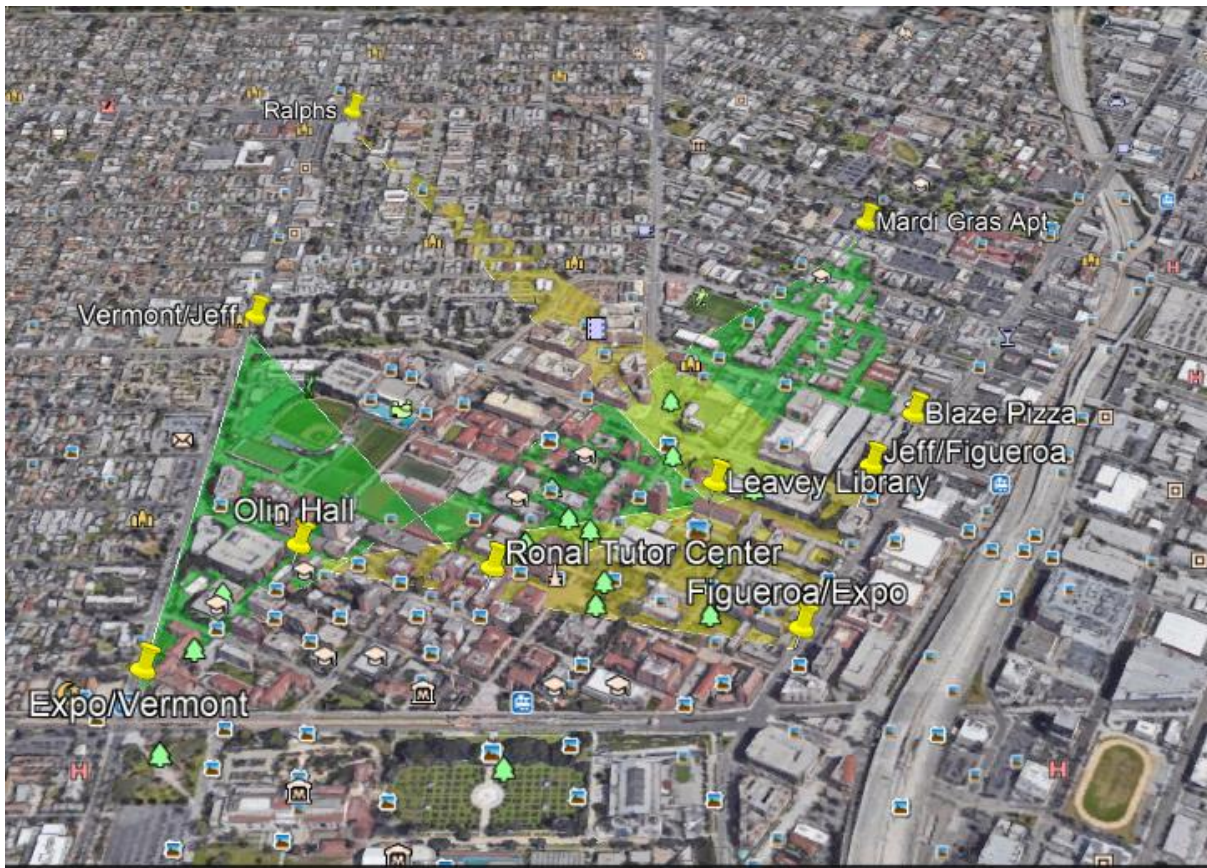 Ralphs
Mardi Gras Apt
Vermont/Jeff
Blaze Pizza
Jeff/Figueroa
Leavey Library
Olin Hall
Ronal Tutor Center
Figueroa/Expo
Expo/Vermont